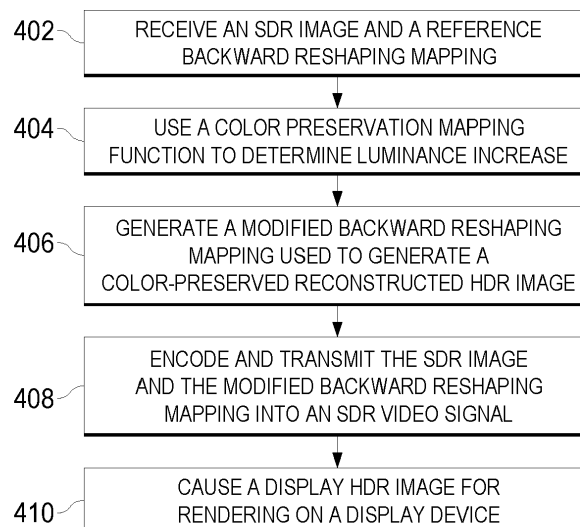 402
RECEIVE AN SDR IMAGE AND A REFERENCE
BACKWARD RESHAPING MAPPING
404
USE A COLOR PRESERVATION MAPPING
FUNCTION TO DETERMINE LUMINANCE INCREASE
406
GENERATE A MODIFIED BACKWARD RESHAPING
MAPPING USED TO GENERATE A
COLOR-PRESERVED RECONSTRUCTED HDR IMAGE
408
ENCODE AND TRANSMIT THE SDR IMAGE
AND THE MODIFIED BACKWARD RESHAPING
MAPPING INTO AN SDR VIDEO SIGNAL
410
CAUSE A DISPLAY HDR IMAGE FOR
RENDERING ON A DISPLAY DEVICE